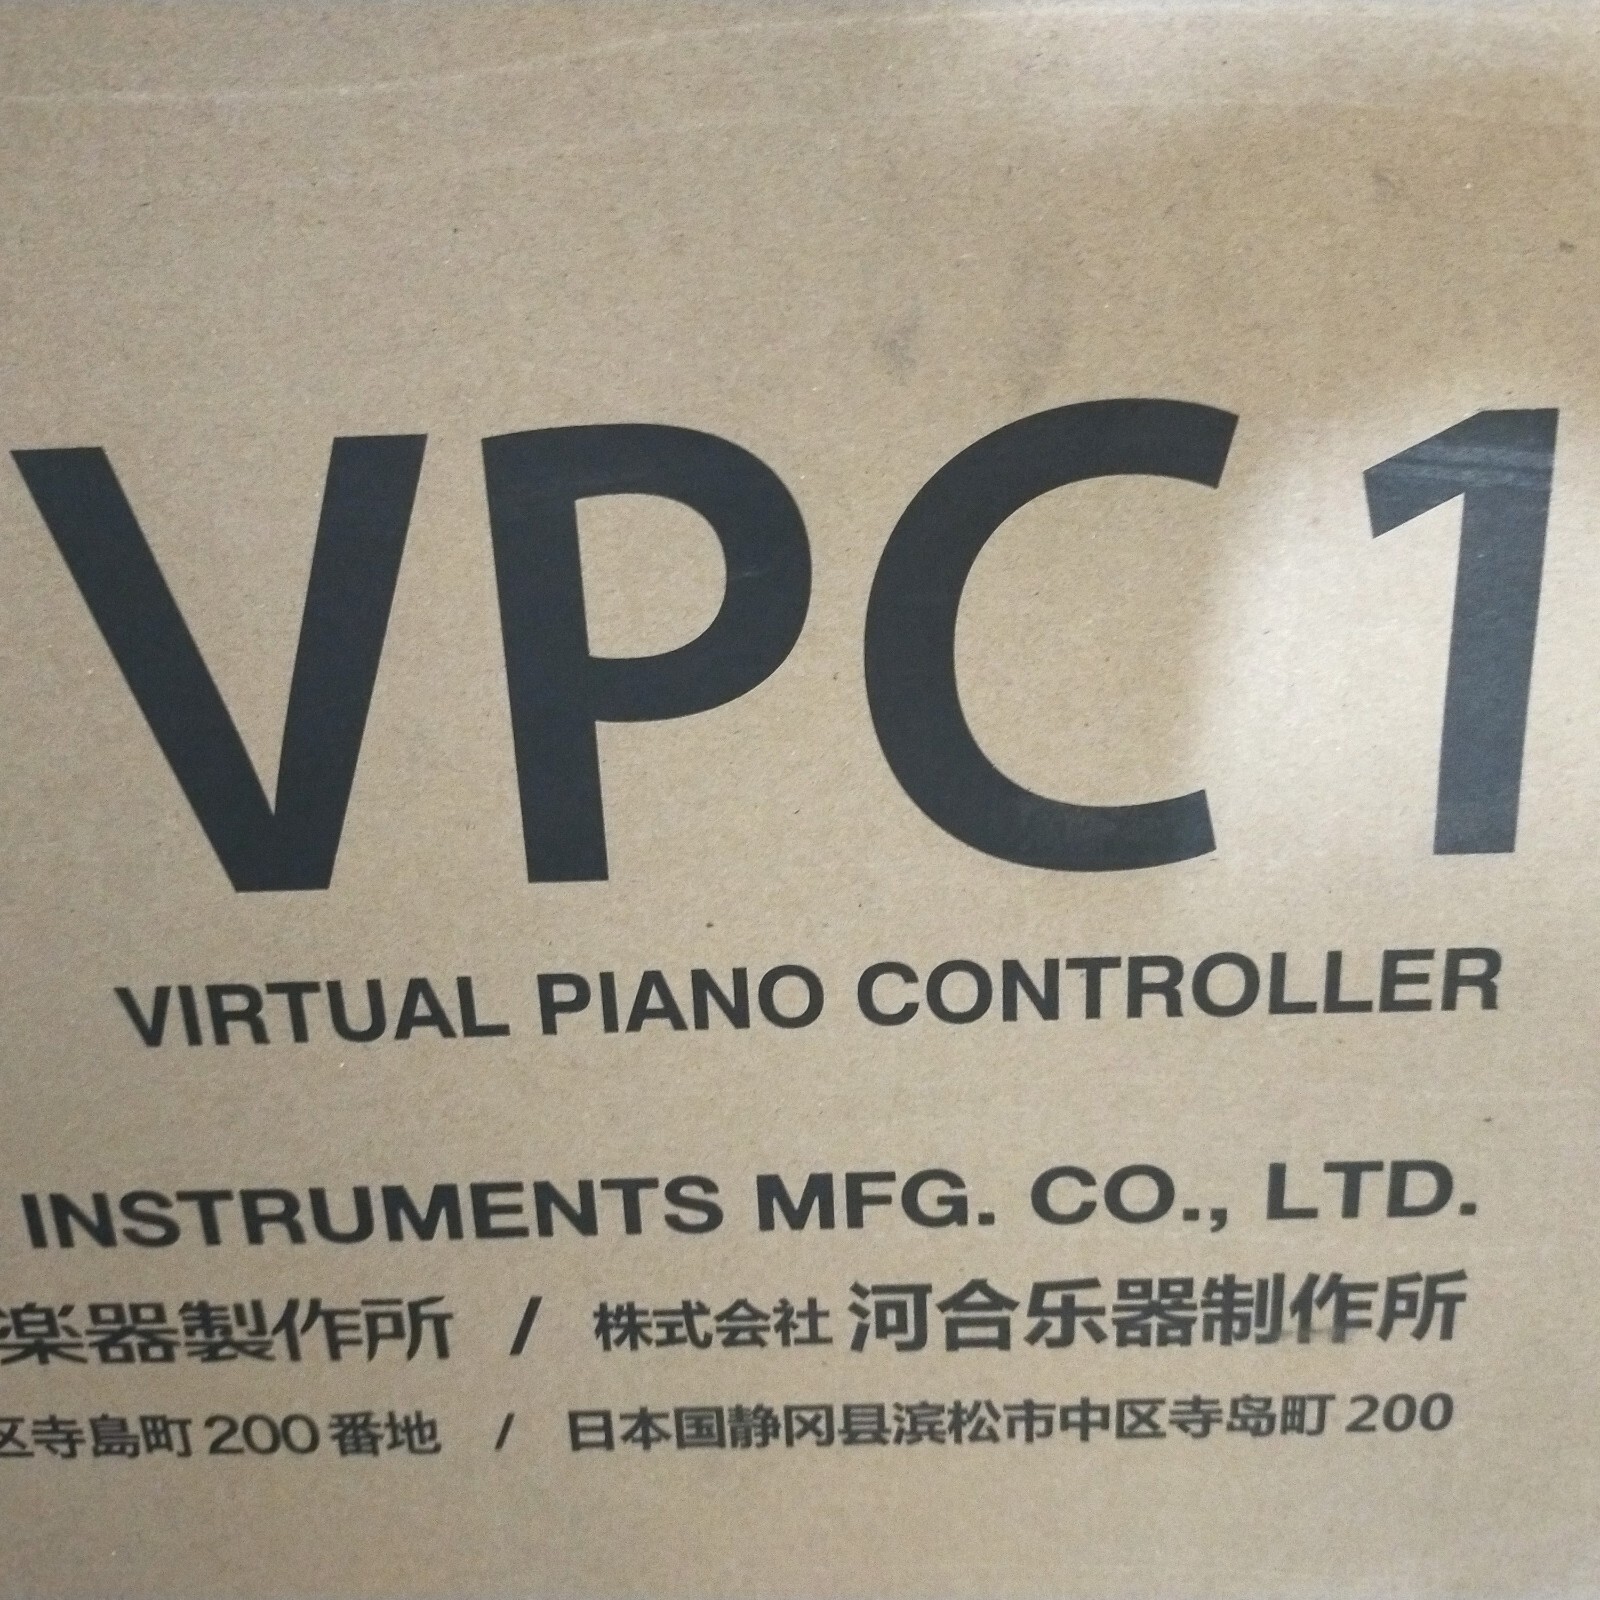 VPC1
VIRTUAL PIANO CONTROLLER
INSTRUMENTS MFG. CO., LTD.
楽器製作所 / 株式会社 河合乐器制作所
区寺島町200番地 / 日本国静冈县滨松市中区寺岛町200